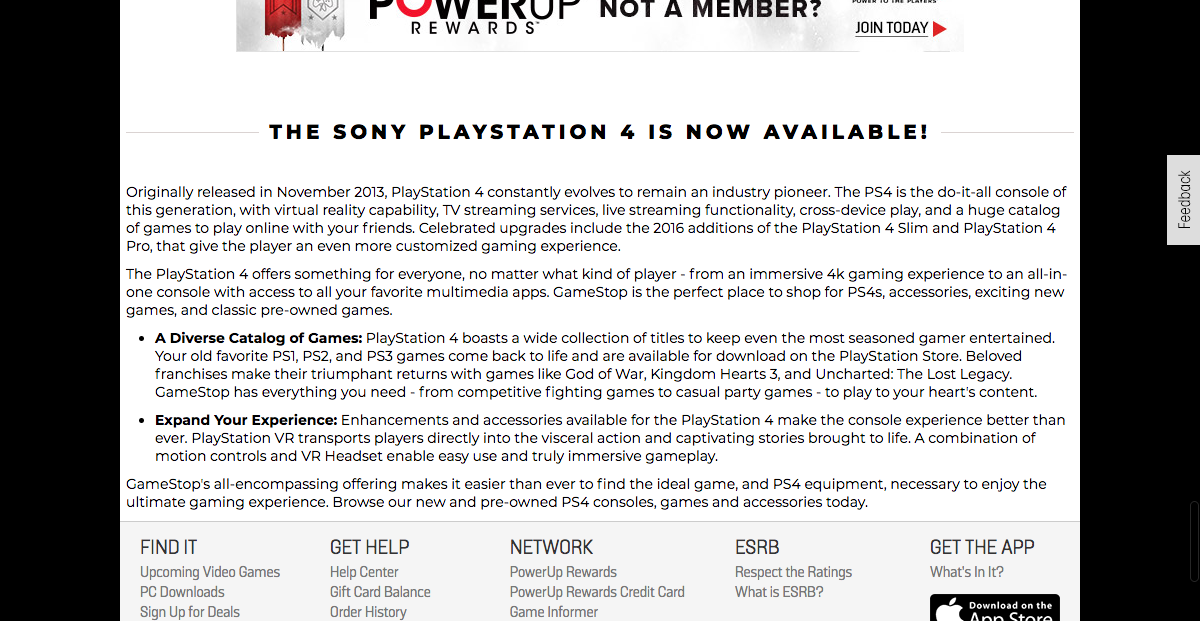 POWERUP
REWARDS™
NOT A MEMBER?
POWER TO THE PLAYERS
JOIN TODAY
THE SONY PLAYSTATION 4 IS NOW AVAILABLE!
Originally released in November 2013, PlayStation 4 constantly evolves to remain an industry pioneer. The PS4 is the do-it-all console of
this generation, with virtual reality capability, TV streaming services, live streaming functionality, cross-device play, and a huge catalog
of games to play online with your friends. Celebrated upgrades include the 2016 additions of the PlayStation 4 Slim and PlayStation 4
Pro, that give the player an even more customized gaming experience.
The PlayStation 4 offers something for everyone, no matter what kind of player - from an immersive 4k gaming experience to an all-in-
one console with access to all your favorite multimedia apps. GameStop is the perfect place to shop for PS4s, accessories, exciting new
games, and classic pre-owned games.
• A Diverse Catalog of Games: PlayStation 4 boasts a wide collection of titles to keep even the most seasoned gamer entertained.
Your old favorite PS1, PS2, and PS3 games come back to life and are available for download on the PlayStation Store. Beloved
franchises make their triumphant returns with games like God of War, Kingdom Hearts 3, and Uncharted: The Lost Legacy.
GameStop has everything you need - from competitive fighting games to casual party games - to play to your heart's content.
• Expand Your Experience: Enhancements and accessories available for the PlayStation 4 make the console experience better than
ever. PlayStation VR transports players directly into the visceral action and captivating stories brought to life. A combination of
motion controls and VR Headset enable easy use and truly immersive gameplay.
GameStop's all-encompassing offering makes it easier than ever to find the ideal game, and PS4 equipment, necessary to enjoy the
ultimate gaming experience. Browse our new and pre-owned PS4 consoles, games and accessories today.
Feedback
FIND IT
Upcoming Video Games
PC Downloads
Sign Up for Deals
GET HELP
Help Center
Gift Card Balance
Order History
NETWORK
PowerUp Rewards
PowerUp Rewards Credit Card
Game Informer
ESRB
Respect the Ratings
What is ESRB?
GET THE APP
What's In It?
Download on the
App Store